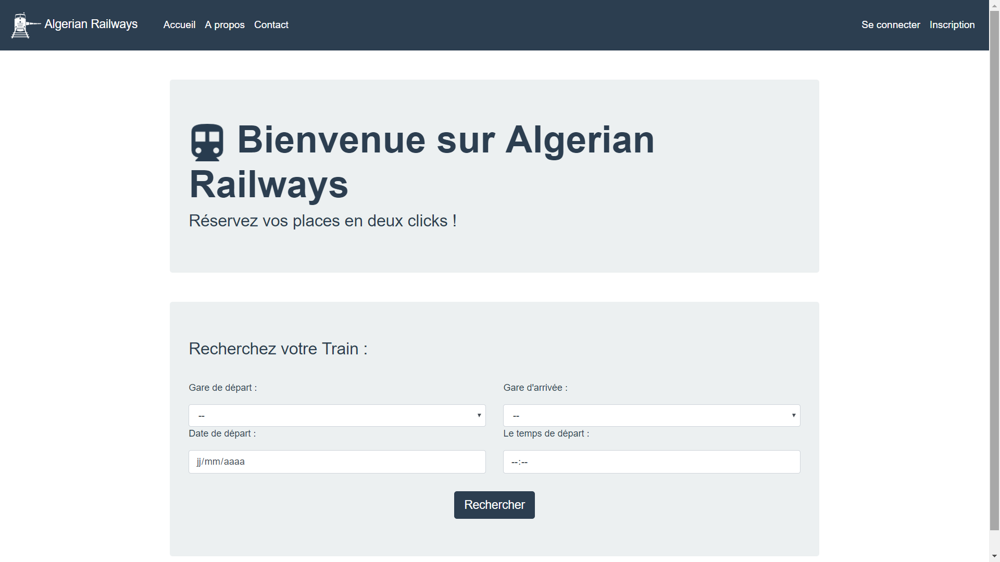 Algerian Railways
Accueil
A propos
Contact
Se connecter
Inscription
Bienvenue sur Algerian
Railways
Réservez vos places en deux clicks !
Recherchez votre Train :
Gare de départ :
Gare d'arrivée :
--
--
Date de départ :
Le temps de départ :
jj/mm/aaaa
--:--
Rechercher